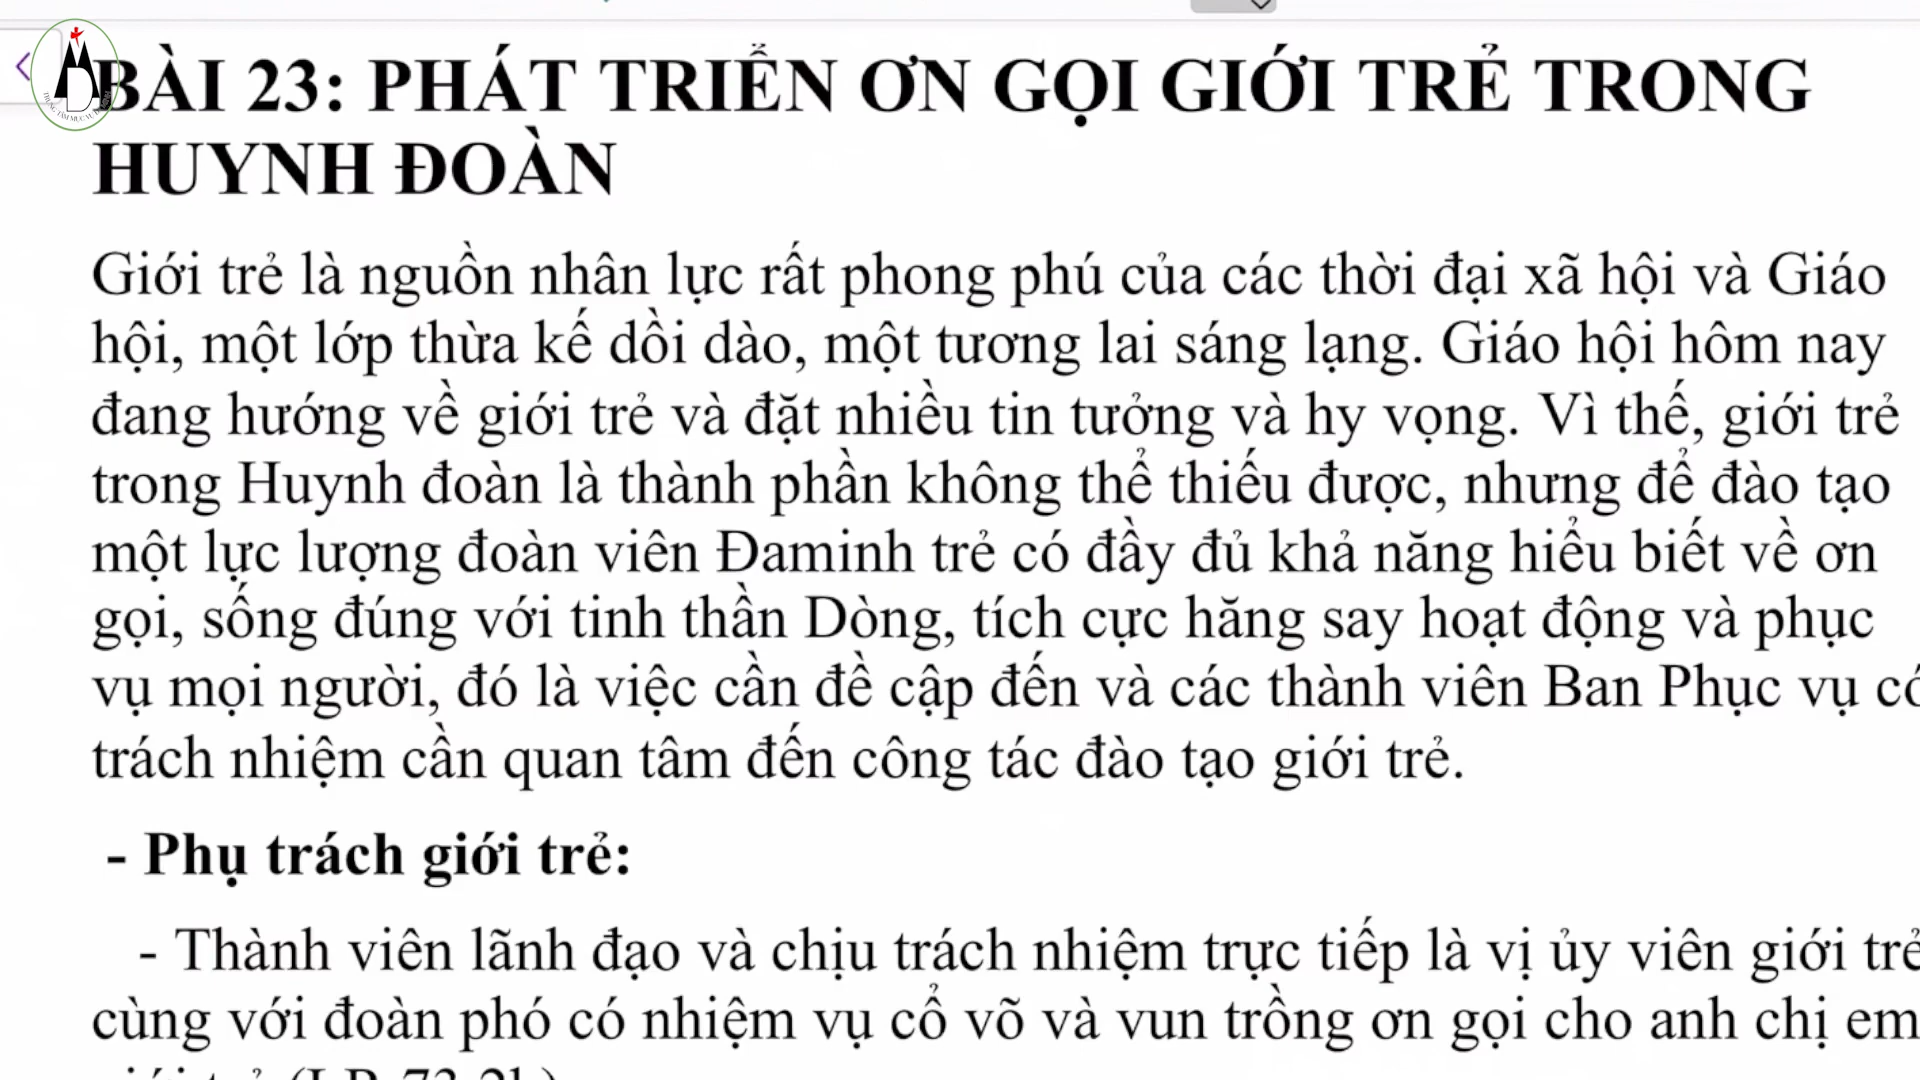 BÀI 23: PHÁT TRIỂN ƠN GỌI GIỚI TRẺ TRONG
HUYNH ĐOÀN
Giới trẻ là nguồn nhân lực rất phong phú của các thời đại xã hội và Giáo
hội, một lớp thừa kế dồi dào, một tương lai sáng lạng. Giáo hội hôm nay
đang hướng về giới trẻ và đặt nhiều tin tưởng và hy vọng. Vì thế, giới trẻ
trong Huynh đoàn là thành phần không thể thiếu được, nhưng để đào tạo
một lực lượng đoàn viên Đaminh trẻ có đầy đủ khả năng hiểu biết về ơn
gọi, sống đúng với tinh thần Dòng, tích cực hăng say hoạt động và phục
vụ mọi người, đó là việc cần đề cập đến và các thành viên Ban Phục vụ có
trách nhiệm cần quan tâm đến công tác đào tạo giới trẻ.
- Phụ trách giới trẻ:
- Thành viên lãnh đạo và chịu trách nhiệm trực tiếp là vị ủy viên giới trẻ
cùng với đoàn phó có nhiệm vụ cổ võ và vun trồng ơn gọi cho anh chị em